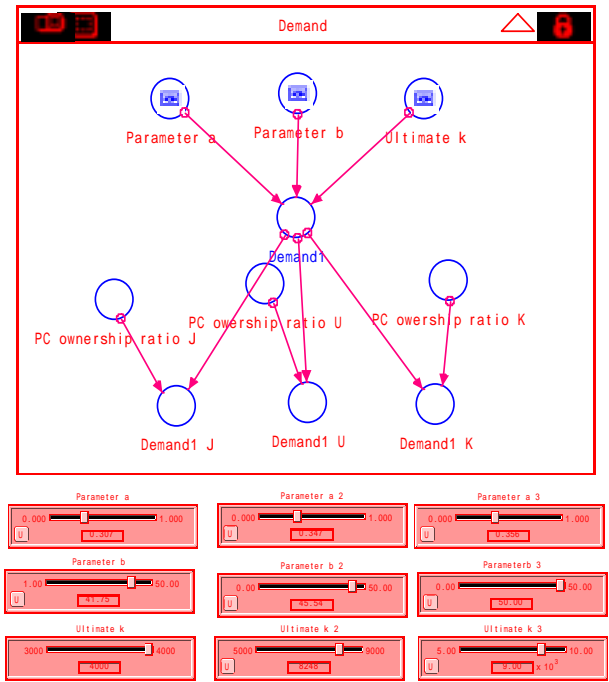 Demand
Parameter a
Parameter b
Ultimate k
Demand1
PC ownership ratio J
PC owership ratio U
PC owership ratio K
Demand1 J
Demand1 U
Demand1 K
Parameter a
Parameter a 2
Parameter a 3
0.000 1.000
0.000 1.000
0.000 1.000
U 0.307
U 0.347
U 0.356
Parameter b
Parameter b 2
Parameterb 3
1.00 50.00
0.00 50.00
0.00 50.00
U 41.75
U 45.54
U 50.00
Ultimate k
Ultimate k 2
Ultimate k 3
3000 4000
5000 9000
5.00 10.00
4000
U 8248
U 9.00 x 10³